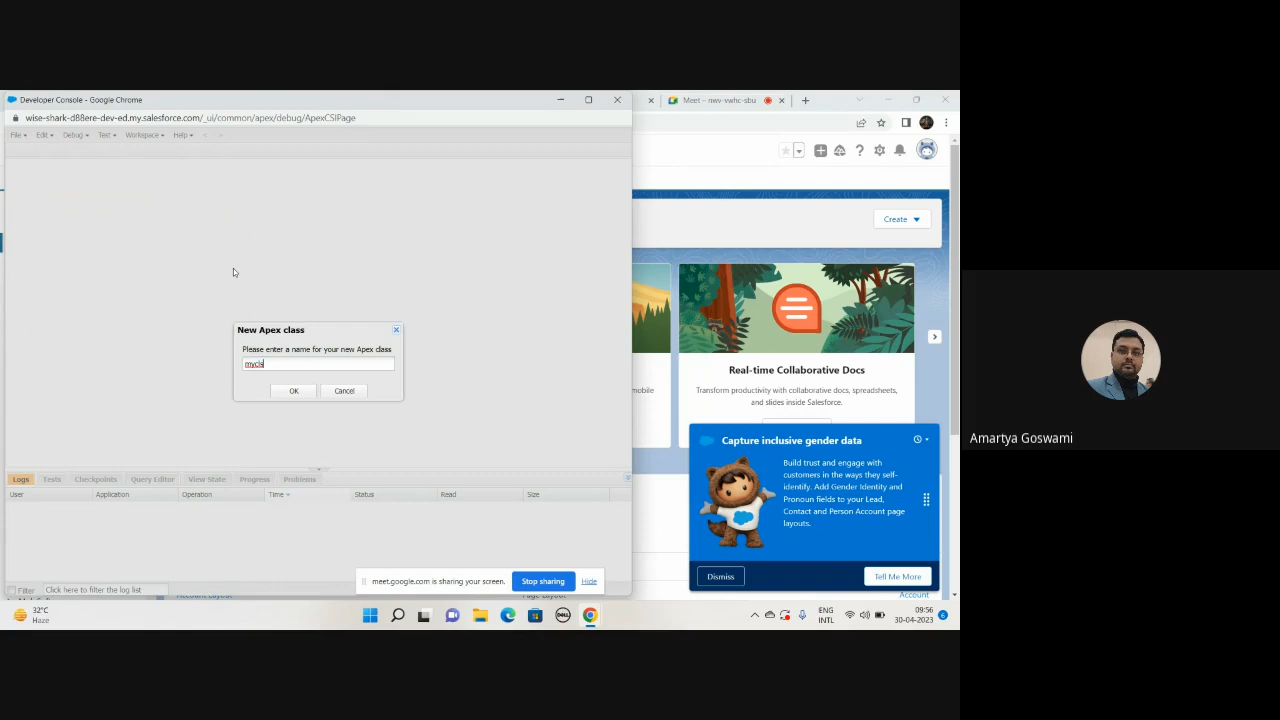 Developer Console - Google Chrome
Meet - nwv-vwhc-sbu
wise-shark-d88ere-dev-ed.my.salesforce.com/_ui/common/apex/debug/ApexCSIPage
File Edit Debug Test Workspace Help < >
Create
New Apex class
Please enter a name for your new Apex class
mycls
OK Cancel
Real-time Collaborative Docs
Transform productivity with collaborative docs, spreadsheets,
and slides inside Salesforce.
mobile
Capture inclusive gender data
Build trust and engage with
customers in the ways they self-
identify. Add Gender Identity and
Pronoun fields to your Lead,
Contact and Person Account page
layouts.
Dismiss Tell Me More
Account
Amartya Goswami
Logs Tests Checkpoints Query Editor View State Progress Problems
User Application Operation Time Status Read Size
meet.google.com is sharing your screen. Stop sharing Hide
Filter Click here to filter the log list
32°C
Haze
DELL
ENG
INTL
09:56
30-04-2023
6